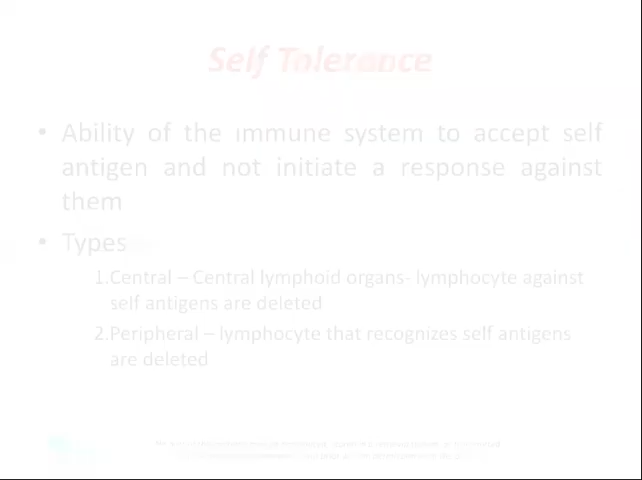 Self Tolerance
• Ability of the immune system to accept self
antigen and not initiate a response against
them
• Types
1.Central – Central lymphoid organs- lymphocyte against
self antigens are deleted
2.Peripheral – lymphocyte that recognizes self antigens
are deleted